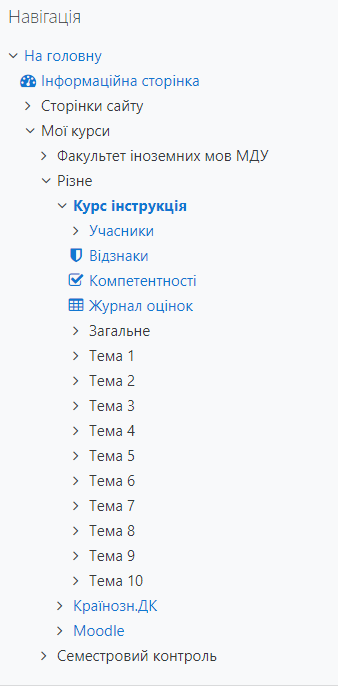 Навігація
На головну
Інформаційна сторінка
Сторінки сайту
Мої курси
Факультет іноземних мов МДУ
Різне
Курс інструкція
Учасники
Відзнаки
Компетентності
Журнал оцінок
Загальне
Тема 1
Тема 2
Тема 3
Тема 4
Тема 5
Тема 6
Тема 7
Тема 8
Тема 9
Тема 10
Країнозн.ДК
Moodle
Семестровий контроль